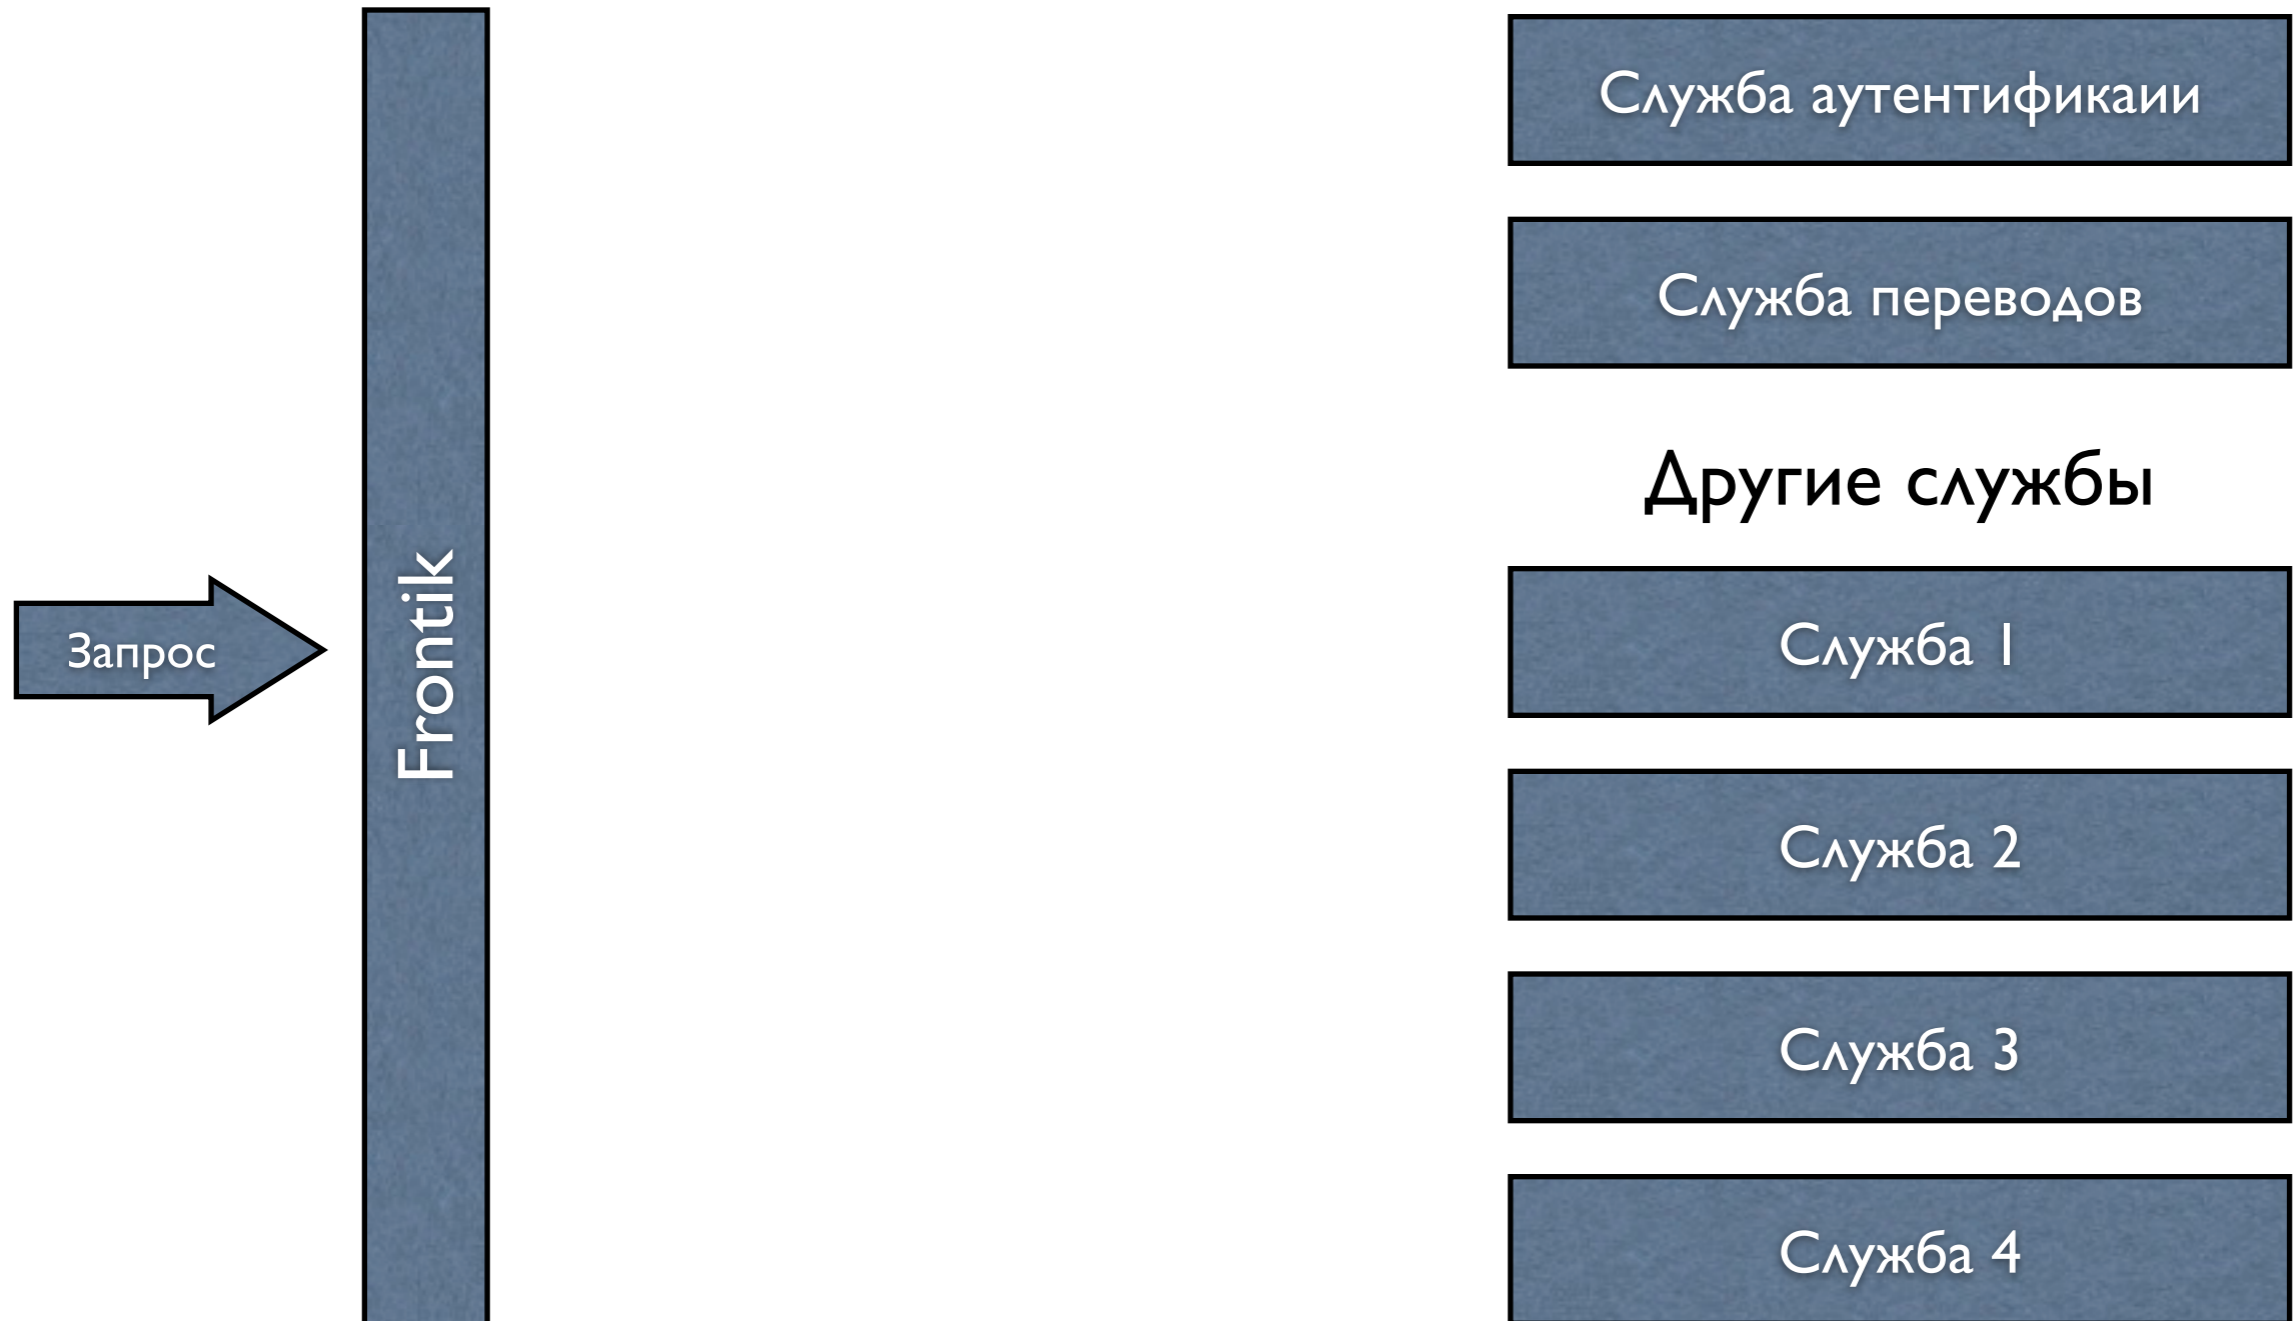 Запрос
Frontik
Служба аутентификаии
Служба переводов
Другие службы
Служба 1
Служба 2
Служба 3
Служба 4